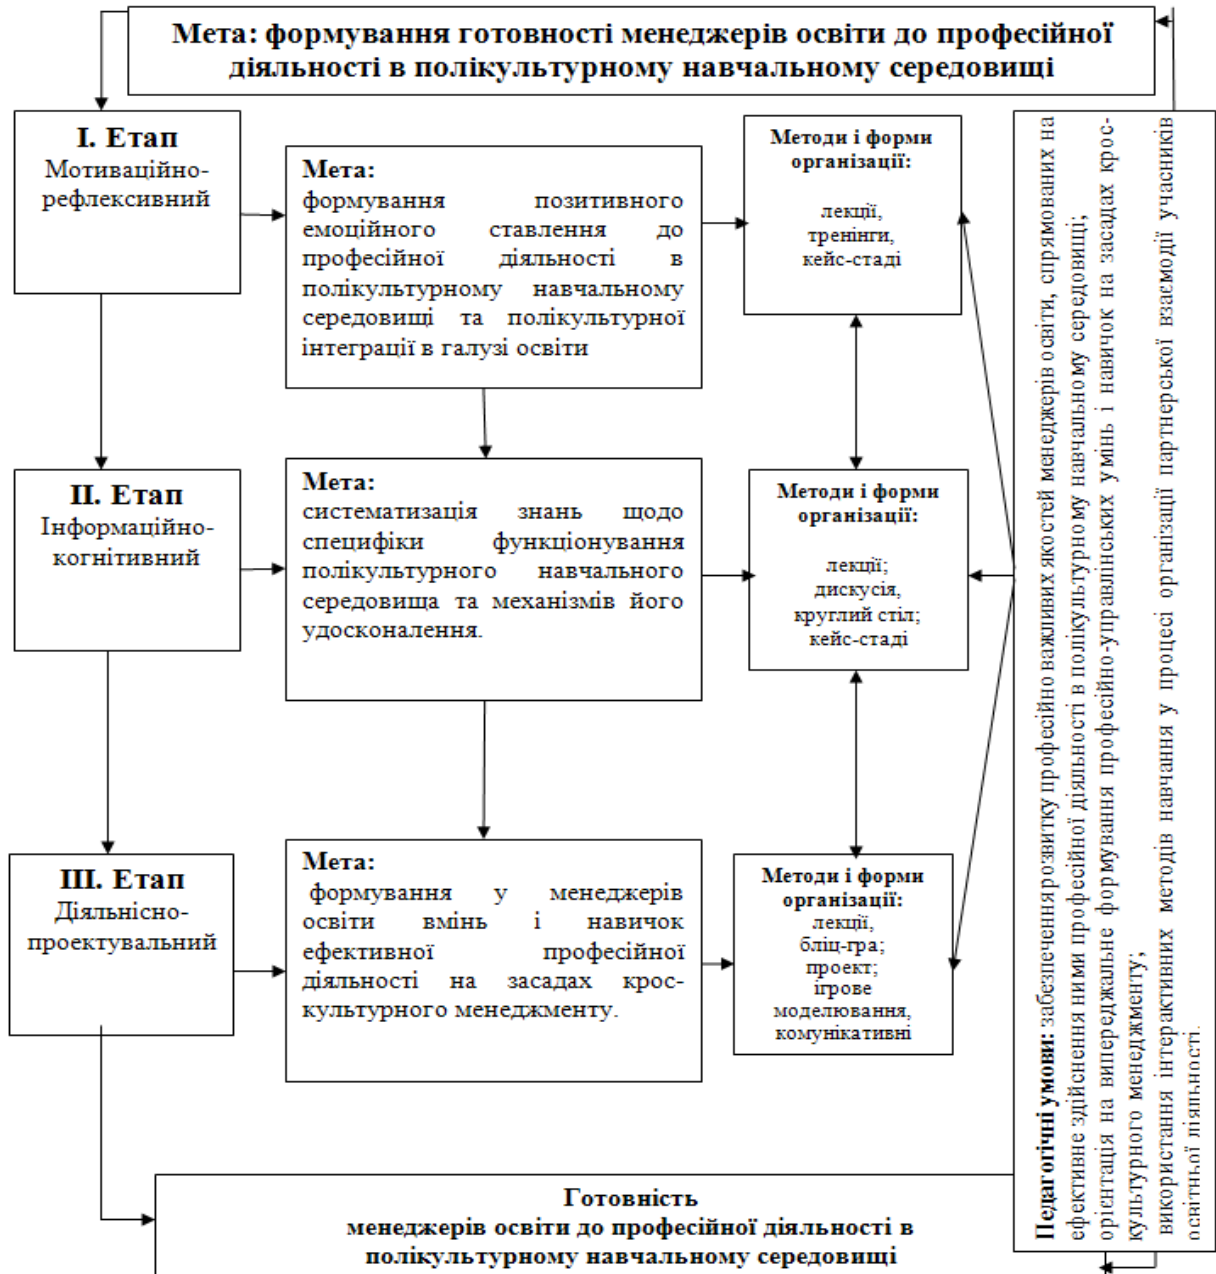 Мета: формування готовності менеджерів освіти до професійної
діяльності в полікультурному навчальному середовищі
І. Етап
Мотиваційно-
рефлексивний
Мета:
формування позитивного
емоційного ставлення до
професійної діяльності в
полікультурному навчальному
середовищі та полікультурної
інтеграції в галузі освіти
Методи і форми
організації:
лекції,
тренінги,
кейс-стаді
ІІ. Етап
Інформаційно-
когнітивний
Мета:
систематизація знань щодо
специфіки функціонування
полікультурного навчального
середовища та механізмів його
удосконалення.
Методи і форми
організації:
лекції;
дискусія,
круглий стіл;
кейс-стаді
ІІІ. Етап
Діяльнісно-
проектувальний
Мета:
формування у менеджерів
освіти вмінь і навичок
ефективної професійної
діяльності на засадах крос-
культурного менеджменту.
Методи і форми
організації:
лекції,
бліц-гра;
проект;
ігрове
моделювання,
комунікативні
Педагогічні умови: забезпечення розвитку професійно важливих якостей менеджерів освіти, спрямованих на
ефективне здійснення ними професійної діяльності в полікультурному навчальному середовищі;
орієнтація на випереджальне формування професійно-управлінських умінь і навичок на засадах крос-
культурного менеджменту;
використання інтерактивних методів навчання у процесі організації партнерської взаємодії учасників
освітньої діяльності.
Готовність
менеджерів освіти до професійної діяльності в
полікультурному навчальному середовищі